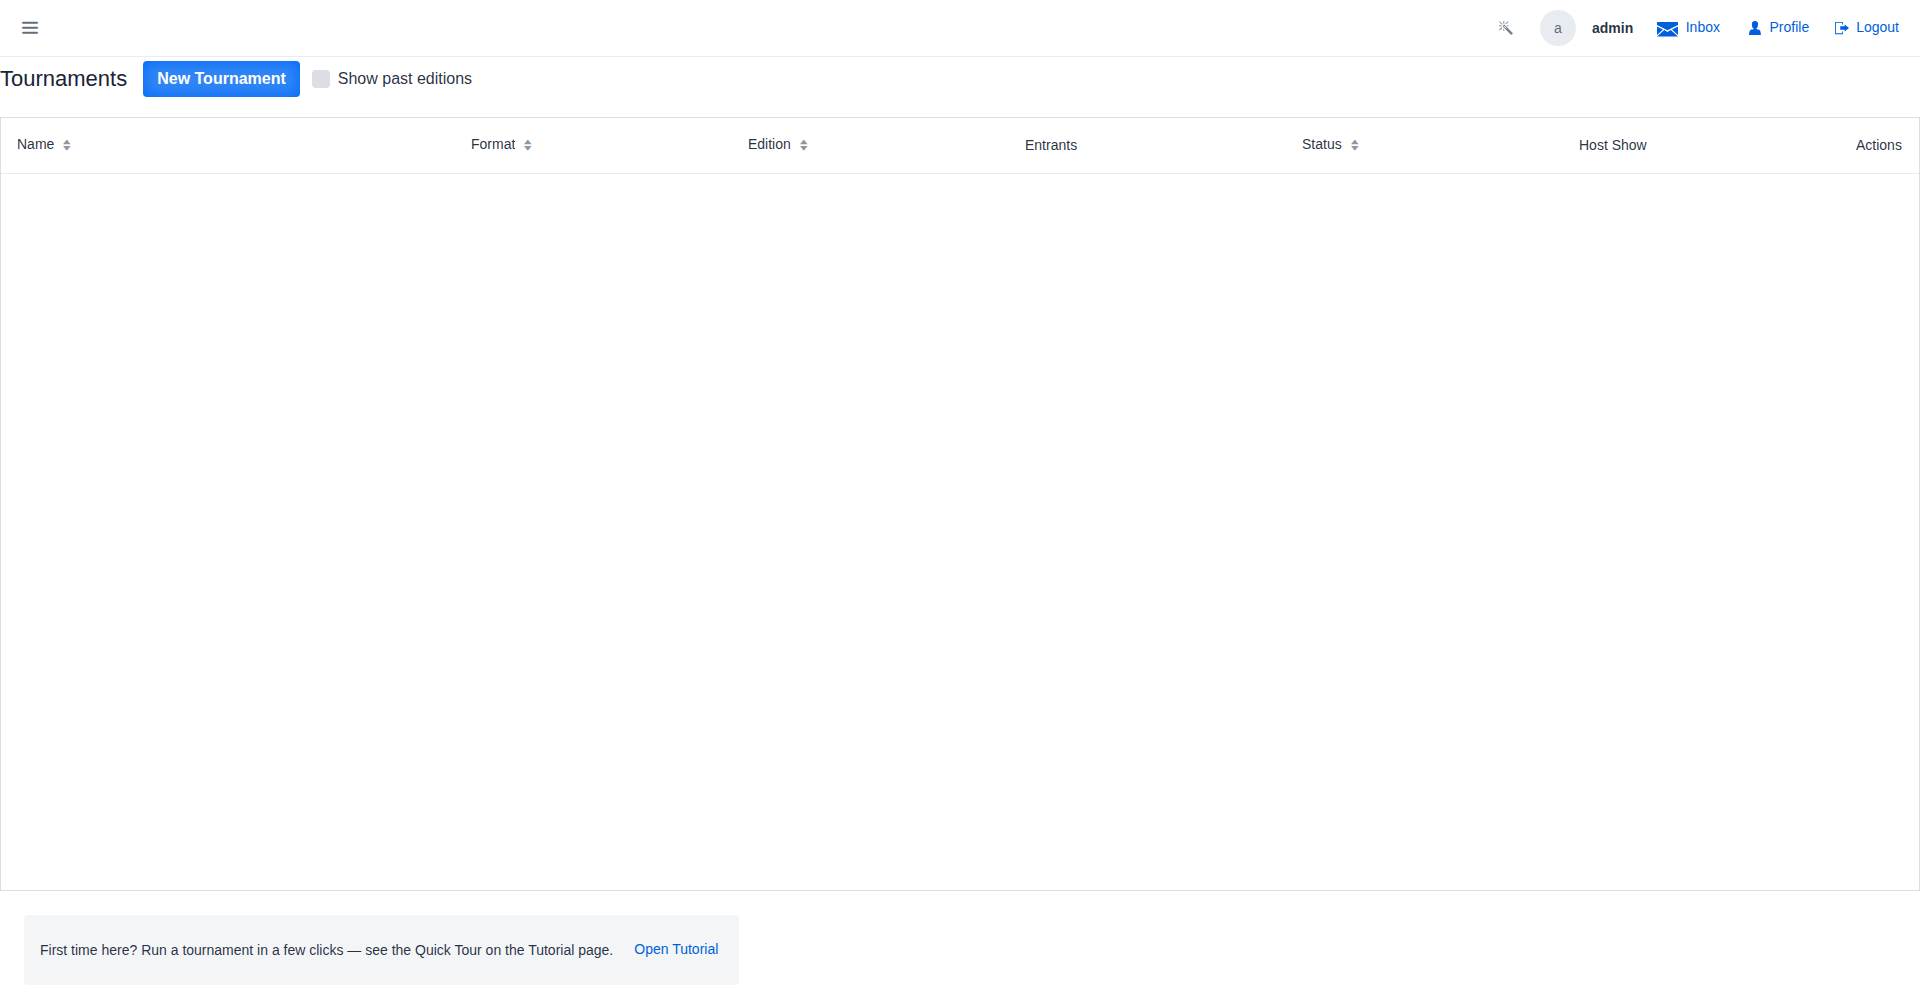 a admin Inbox Profile Logout
Tournaments New Tournament Show past editions
Name Format Edition Entrants Status Host Show Actions
First time here? Run a tournament in a few clicks — see the Quick Tour on the Tutorial page. Open Tutorial